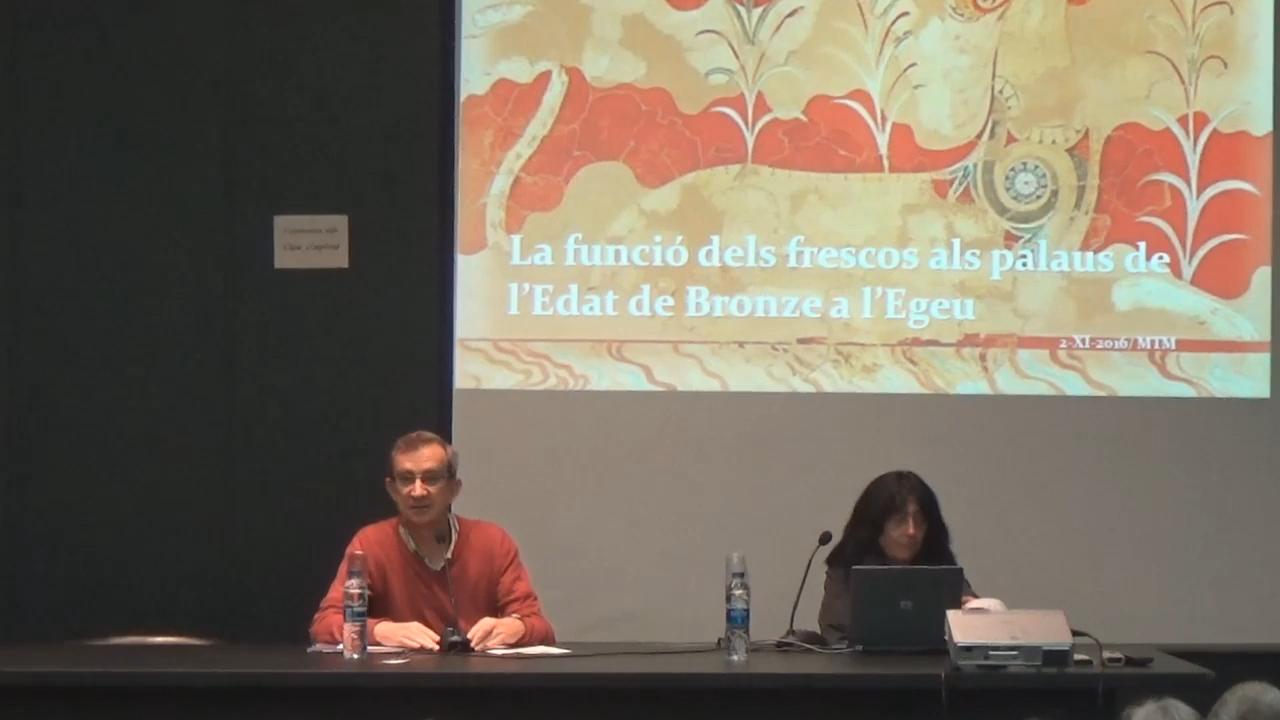 La funció dels frescos als palaus de
l'Edat de Bronze a l'Egeu
2-XI-2016/ MTM